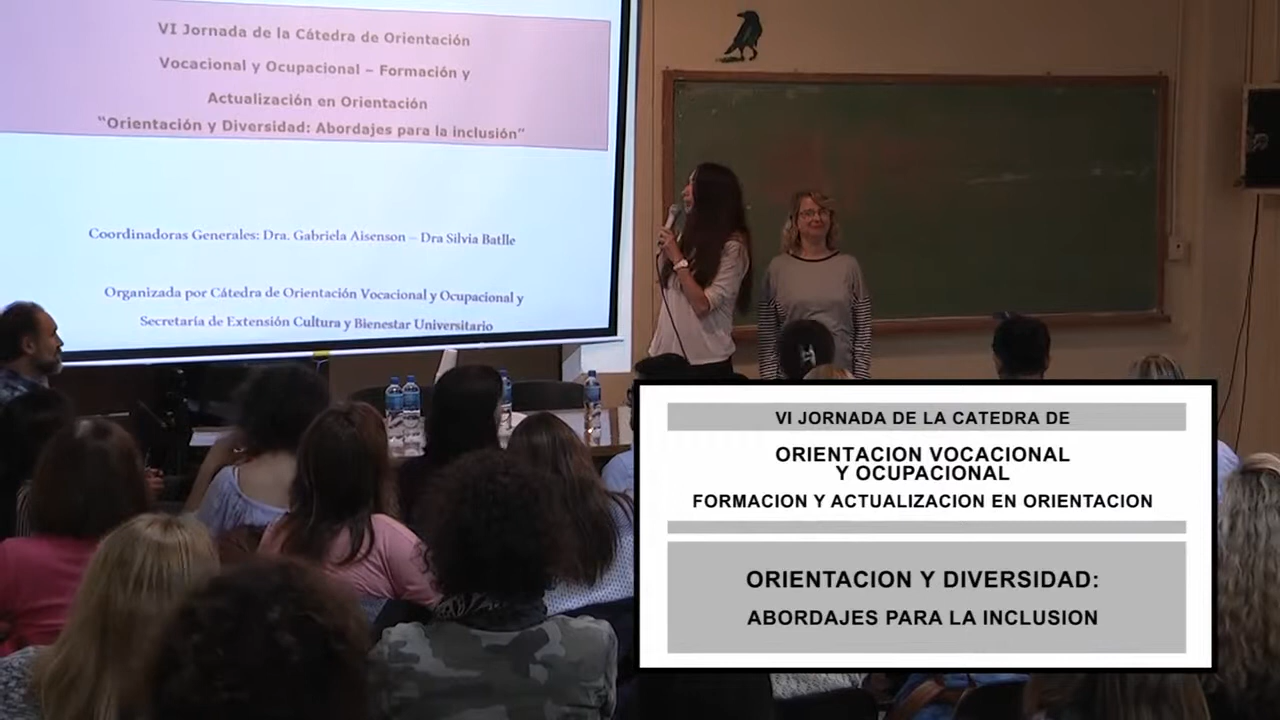 VI Jornada de la Cátedra de Orientación
Vocacional y Ocupacional – Formación y
Actualización en Orientación
“Orientación y Diversidad: Abordajes para la inclusión”
Coordinadoras Generales: Dra. Gabriela Aisenson – Dra Silvia Batlle
Organizada por Cátedra de Orientación Vocacional y Ocupacional y
Secretaría de Extensión Cultura y Bienestar Universitario
VI JORNADA DE LA CATEDRA DE
ORIENTACION VOCACIONAL
Y OCUPACIONAL
FORMACION Y ACTUALIZACION EN ORIENTACION
ORIENTACION Y DIVERSIDAD:
ABORDAJES PARA LA INCLUSION